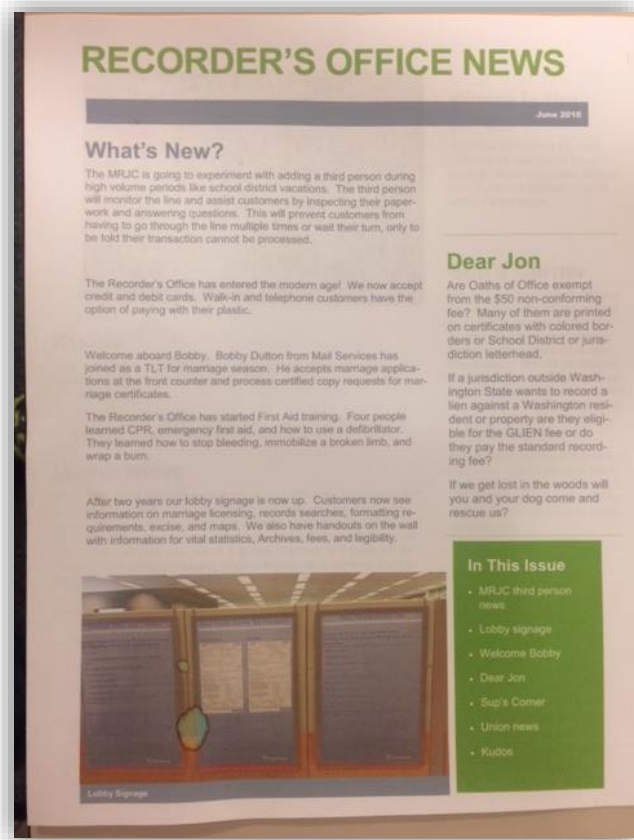 RECORDER'S OFFICE NEWS
June 2016
What's New?
The MRJC is going to experiment with adding a third person during
high volume periods like school district vacations. The third person
will monitor the line and assist customers by inspecting their paper-
work and answering questions. This will prevent customers from
having to go through the line multiple times or wait their turn, only to
be told their transaction cannot be processed.
The Recorder's Office has entered the modern age! We now accept
credit and debit cards. Walk-in and telephone customers have the
option of paying with their plastic.
Welcome aboard Bobby. Bobby Dutton from Mail Services has
joined as a TLT for marriage season. He accepts marriage applica-
tions at the front counter and process certified copy requests for mar-
riage certificates.
The Recorder's Office has started First Aid training. Four people
learned CPR, emergency first aid, and how to use a defibrillator.
They learned how to stop bleeding, immobilize a broken limb, and
wrap a burn.
After two years our lobby signage is now up. Customers now see
information on marriage licensing, records searches, formatting re-
quirements, excise, and maps. We also have handouts on the wall
with information for vital statistics, Archives, fees, and legibility.
Lobby Signage
Dear Jon
Are Oaths of Office exempt
from the $50 non-conforming
fee? Many of them are printed
on certificates with colored bor-
ders or School District or juris-
diction letterhead.
If a jurisdiction outside Wash-
ington State wants to record a
lien against a Washington resi-
dent or property are they eligi-
ble for the GLIEN fee or do
they pay the standard record-
ing fee?
If we get lost in the woods will
you and your dog come and
rescue us?
In This Issue
• MRJC third person
news
• Lobby signage
• Welcome Bobby
• Dear Jon
• Sup's Corner
• Union news
• Kudos